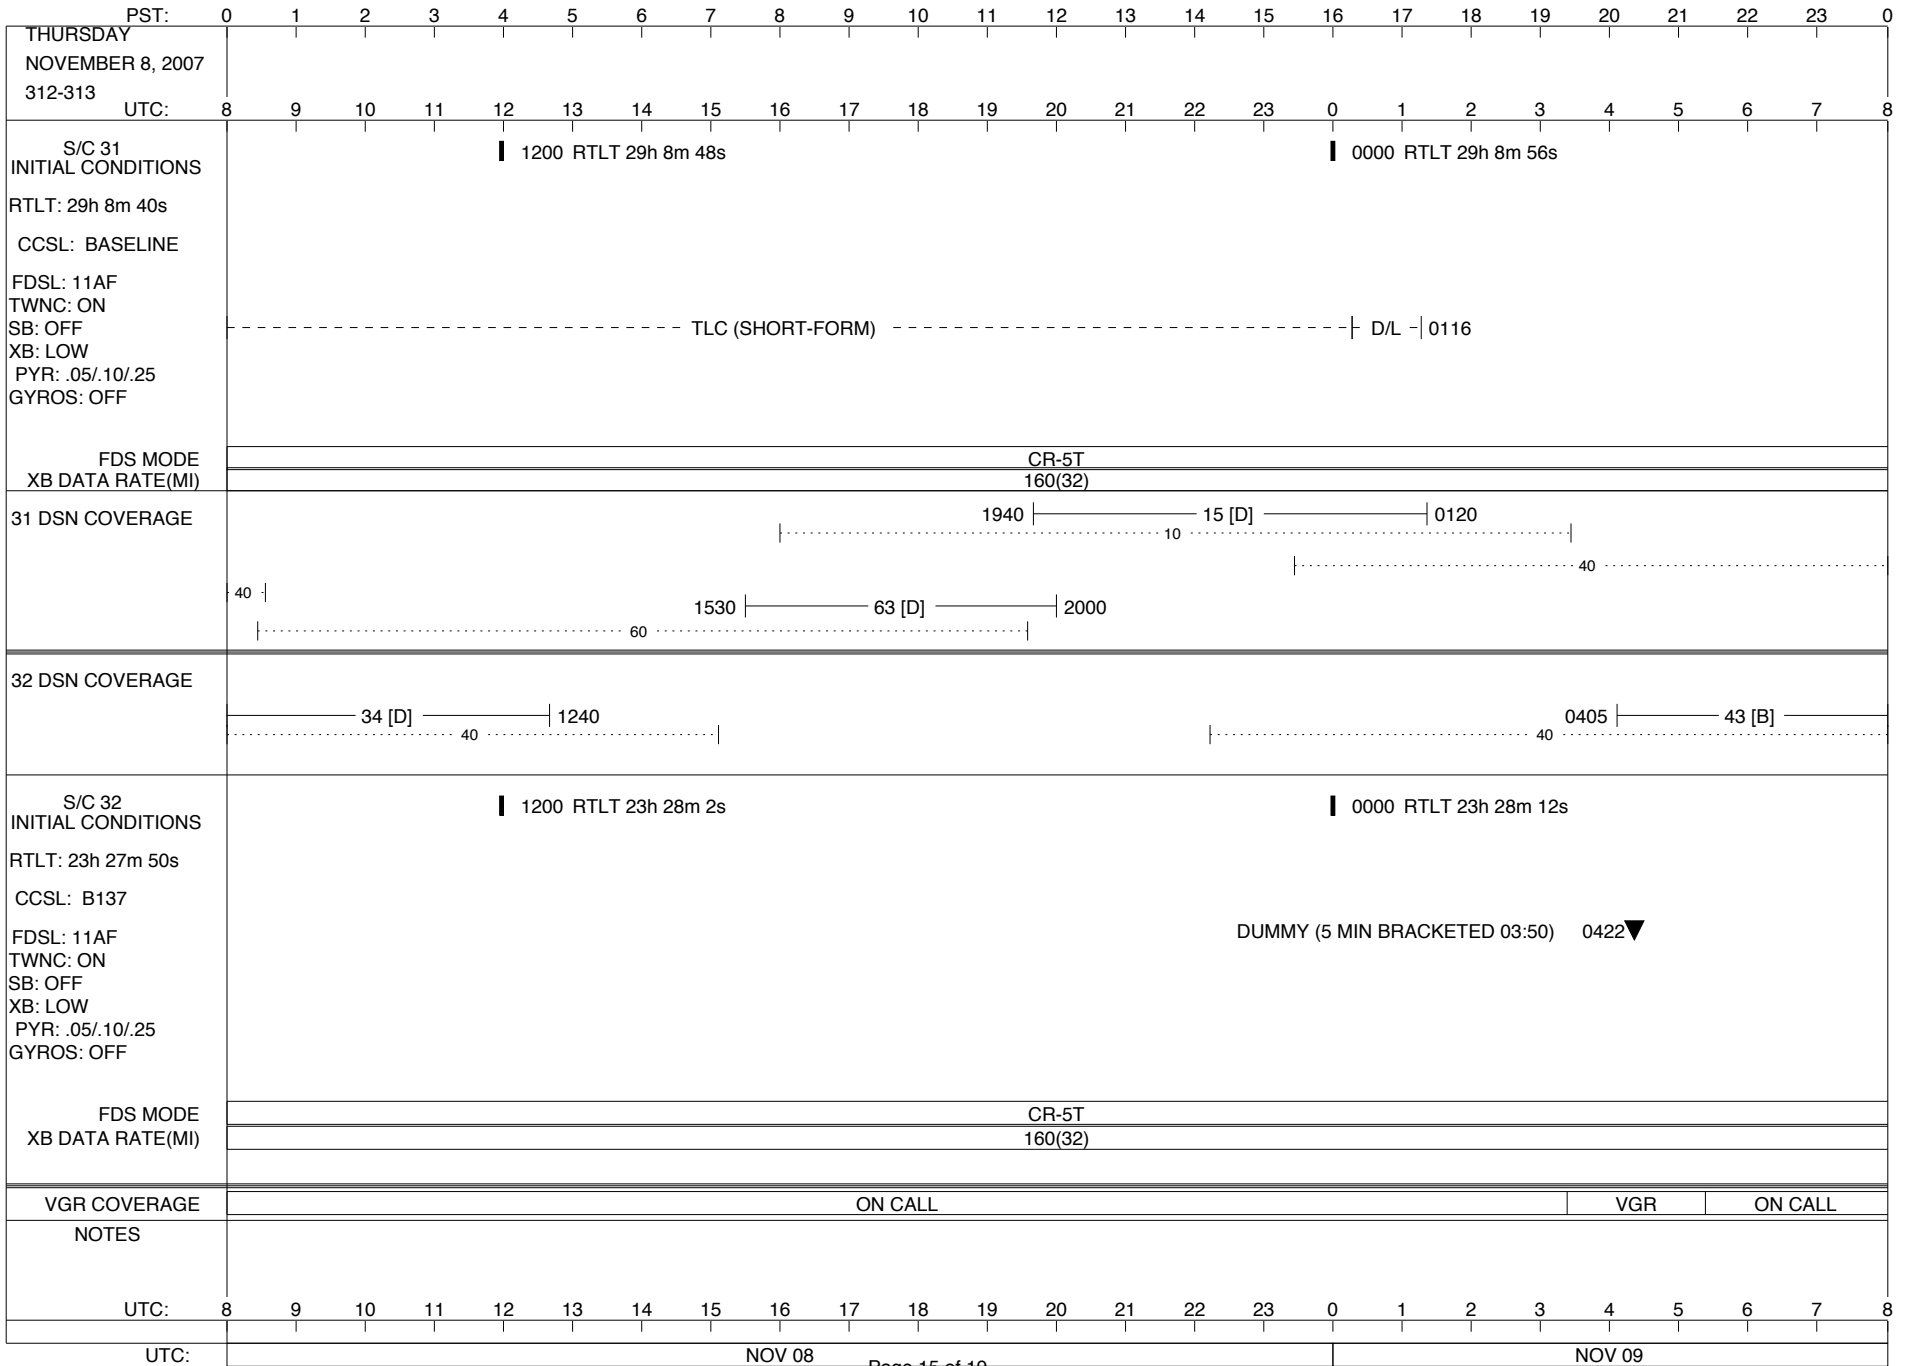 PST: 0 1 2 3 4 5 6 7 8 9 10 11 12 13 14 15 16 17 18 19 20 21 22 23 0
THURSDAY
NOVEMBER 8, 2007
312-313
UTC: 8 9 10 11 12 13 14 15 16 17 18 19 20 21 22 23 0 1 2 3 4 5 6 7 8
S/C 31
INITIAL CONDITIONS
1200 RTLT 29h 8m 48s
0000 RTLT 29h 8m 56s
RTLT: 29h 8m 40s
CCSL: BASELINE
FDSL: 11AF
TWNC: ON
SB: OFF
TLC (SHORT-FORM) D/L 0116
XB: LOW
PYR: .05/.10/.25
GYROS: OFF
FDS MODE CR-5T
XB DATA RATE(MI) 160(32)
31 DSN COVERAGE
1940 15 [D] 0120
10
40
40
1530 63 [D] 2000
60
32 DSN COVERAGE
34 [D] 1240
0405 43 [B]
40
40
S/C 32
INITIAL CONDITIONS
1200 RTLT 23h 28m 2s
0000 RTLT 23h 28m 12s
RTLT: 23h 27m 50s
CCSL: B137
FDSL: 11AF
DUMMY (5 MIN BRACKETED 03:50) 0422
TWNC: ON
SB: OFF
XB: LOW
PYR: .05/.10/.25
GYROS: OFF
FDS MODE CR-5T
XB DATA RATE(MI) 160(32)
VGR COVERAGE ON CALL VGR ON CALL
NOTES
UTC: 8 9 10 11 12 13 14 15 16 17 18 19 20 21 22 23 0 1 2 3 4 5 6 7 8
UTC: NOV 08 NOV 09
Page 15 of 19